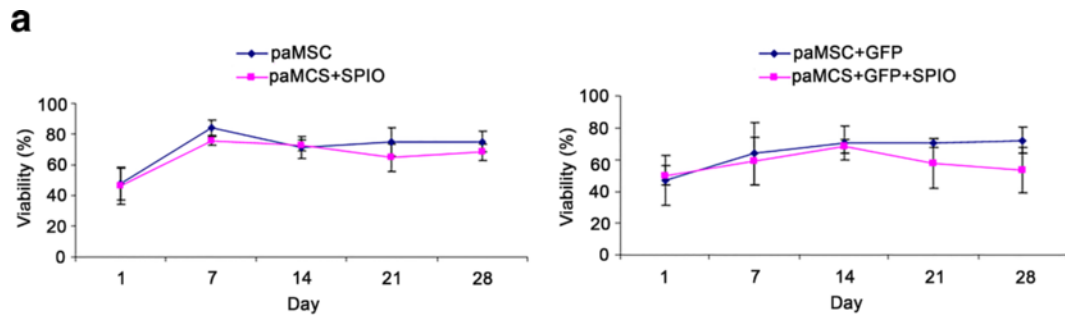 a
paMSC
paMCS+SPIO
100
80
60
40
20
0
Viability (%)
1 7 14 21 28
Day
paMSC+GFP
paMCS+GFP+SPIO
100
80
60
40
20
0
Viability (%)
1 7 14 21 28
Day